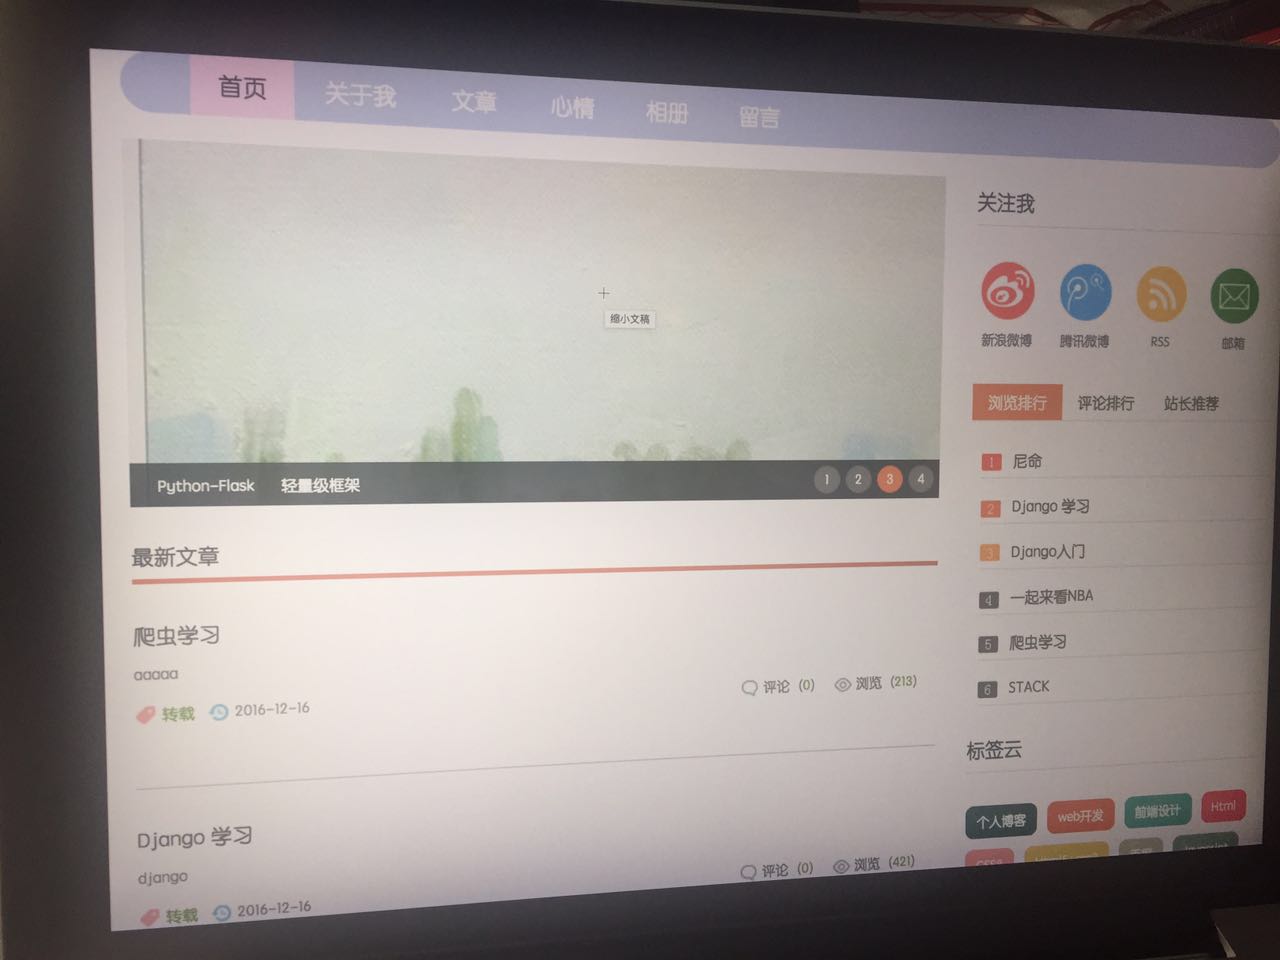 首页 关于我 文章 心情 相册 留言
缩小文稿
Python-Flask 轻量级框架 1 2 3 4
最新文章
爬虫学习
aaaaa
评论 (0) 浏览 (213)
转载 2016-12-16
Django 学习
django
评论 (0) 浏览 (421)
转载 2016-12-16
关注我
新浪微博 腾讯微博 RSS 邮箱
浏览排行 评论排行 站长推荐
1 尼命
2 Django 学习
3 Django入门
4 一起来看NBA
5 爬虫学习
6 STACK
标签云
个人博客 web开发 前端设计 Html